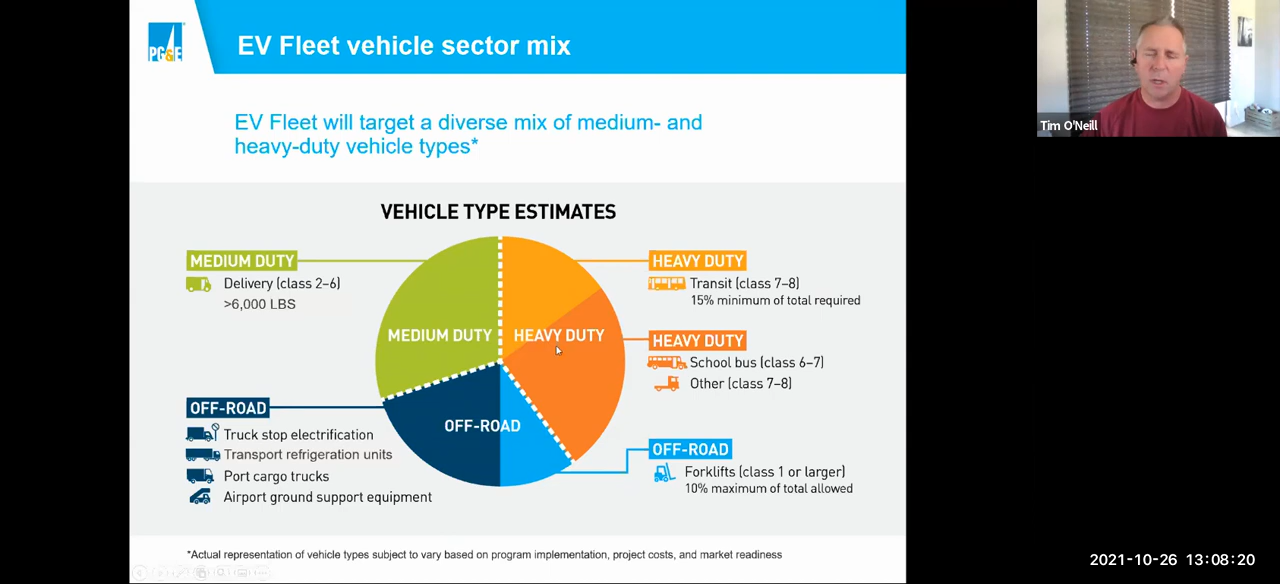 PG&E
EV Fleet vehicle sector mix
EV Fleet will target a diverse mix of medium- and
heavy-duty vehicle types*
VEHICLE TYPE ESTIMATES
MEDIUM DUTY
Delivery (class 2–6)
>6,000 LBS
HEAVY DUTY
Transit (class 7–8)
15% minimum of total required
MEDIUM DUTY
HEAVY DUTY
HEAVY DUTY
School bus (class 6–7)
Other (class 7–8)
OFF-ROAD
Truck stop electrification
Transport refrigeration units
Port cargo trucks
Airport ground support equipment
OFF-ROAD
OFF-ROAD
Forklifts (class 1 or larger)
10% maximum of total allowed
*Actual representation of vehicle types subject to vary based on program implementation, project costs, and market readiness
Tim O'Neill
2021-10-26 13:08:20